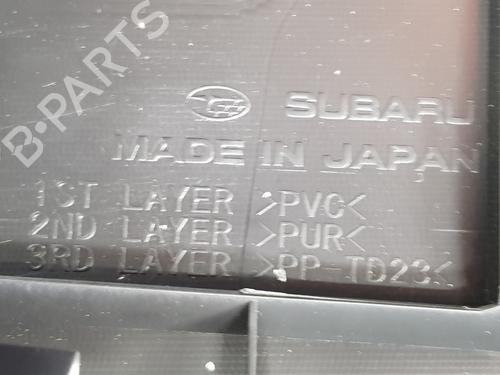 B-PARTS
SUBARU
MADE IN JAPAN
1ST LAYER >PVC<
2ND LAYER >PUR<
3RD LAYER >PP-TD23<